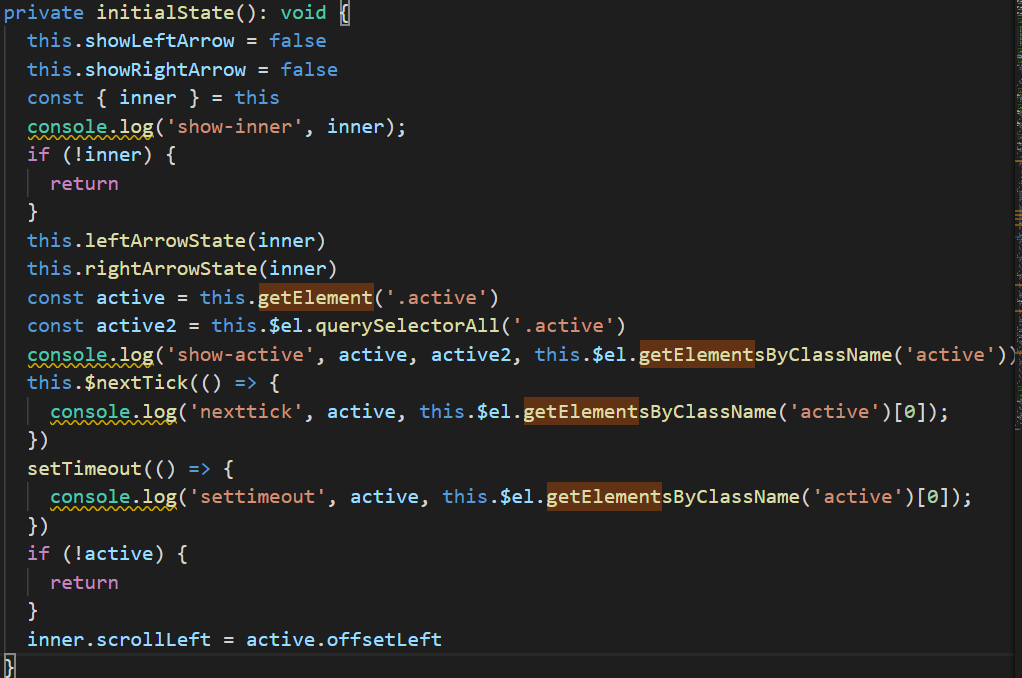 private initialState(): void {
this.showLeftArrow = false
this.showRightArrow = false
const { inner } = this
console.log('show-inner', inner);
if (!inner) {
return
}
this.leftArrowState(inner)
this.rightArrowState(inner)
const active = this.getElement('.active')
const active2 = this.$el.querySelectorAll('.active')
console.log('show-active', active, active2, this.$el.getElementsByClassName('active'))
this.$nextTick(() => {
console.log('nexttick', active, this.$el.getElementsByClassName('active')[0]);
})
setTimeout(() => {
console.log('settimeout', active, this.$el.getElementsByClassName('active')[0]);
})
if (!active) {
return
}
inner.scrollLeft = active.offsetLeft
}